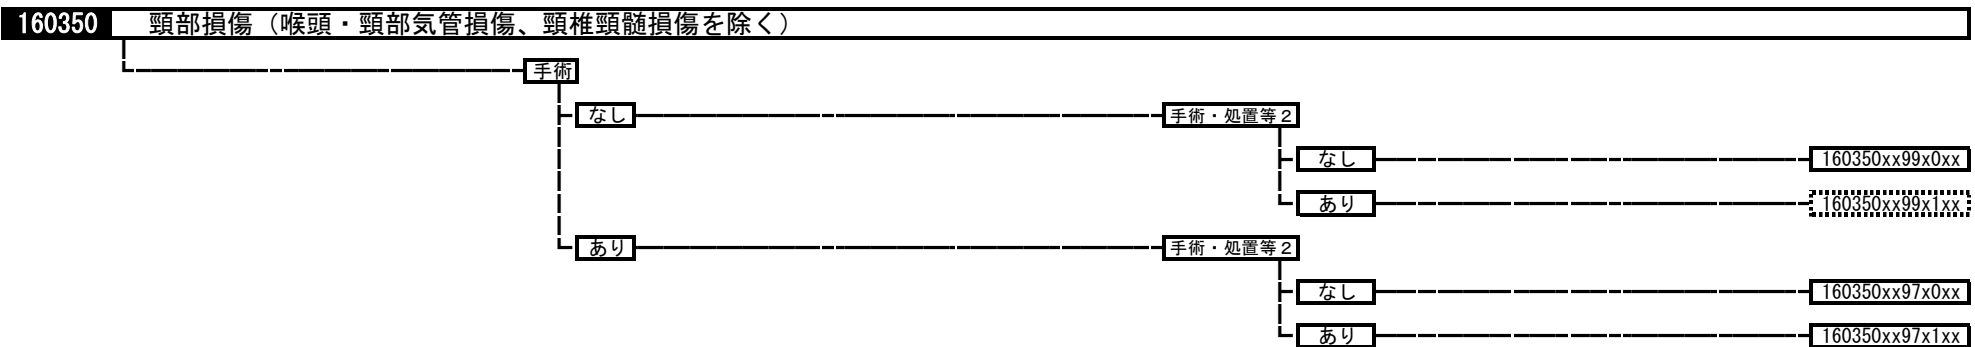 160350 頸部損傷（喉頭・頸部気管損傷、頸椎頸髄損傷を除く）
手術
なし 手術・処置等２
なし 160350xx99x0xx
あり 160350xx99x1xx
あり 手術・処置等２
なし 160350xx97x0xx
あり 160350xx97x1xx